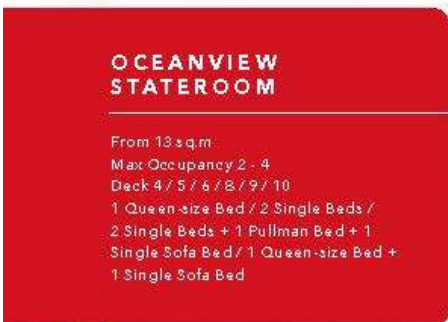 OCEANVIEW
STATEROOM
From 13 sq.m
Max Occupancy 2 - 4
Deck 4 / 5 / 6 / 8 / 9 / 10
1 Queen-size Bed / 2 Single Beds /
2 Single Beds + 1 Pullman Bed + 1
Single Sofa Bed / 1 Queen-size Bed +
1 Single Sofa Bed